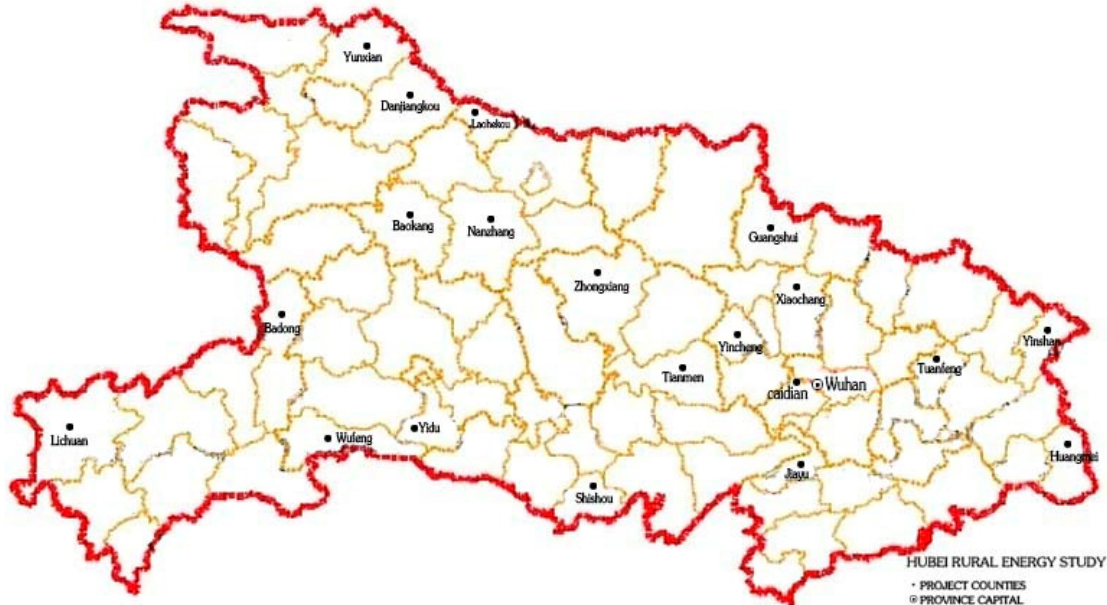 Yunxian
Danjiangkou
Laohekou
Baokang
Nanzhang
Guangshui
Zhongxiang
Xiaochang
Badong
Yincheng
Yinshan
Tianmen
Tuanfeng
caidian
Wuhan
Lichuan
Wufeng
Yidu
Huangmei
Jiayu
Shishou
HUBEI RURAL ENERGY STUDY
PROJECT COUNTIES
PROVINCE CAPITAL